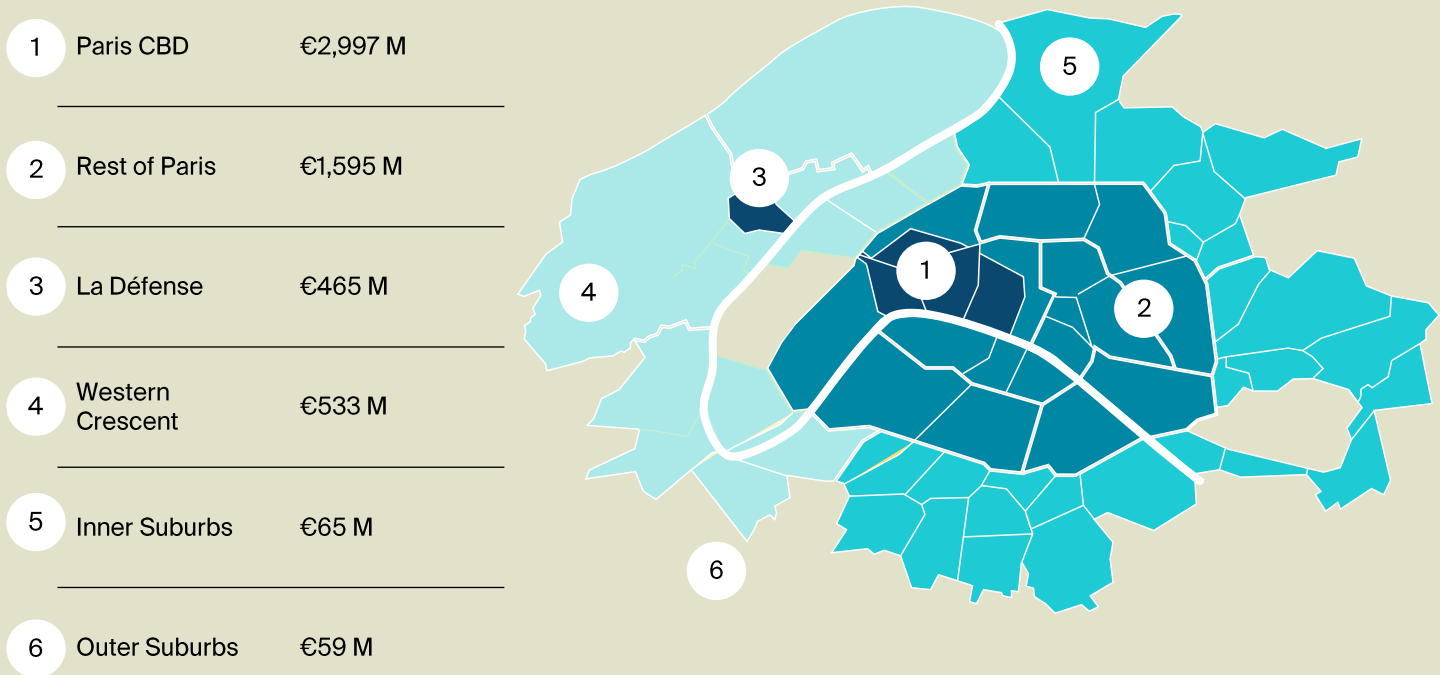 1 Paris CBD €2,997 M
2 Rest of Paris €1,595 M
3 La Défense €465 M
4 Western
Crescent €533 M
5 Inner Suburbs €65 M
6 Outer Suburbs €59 M
5
3
1
4
2
6